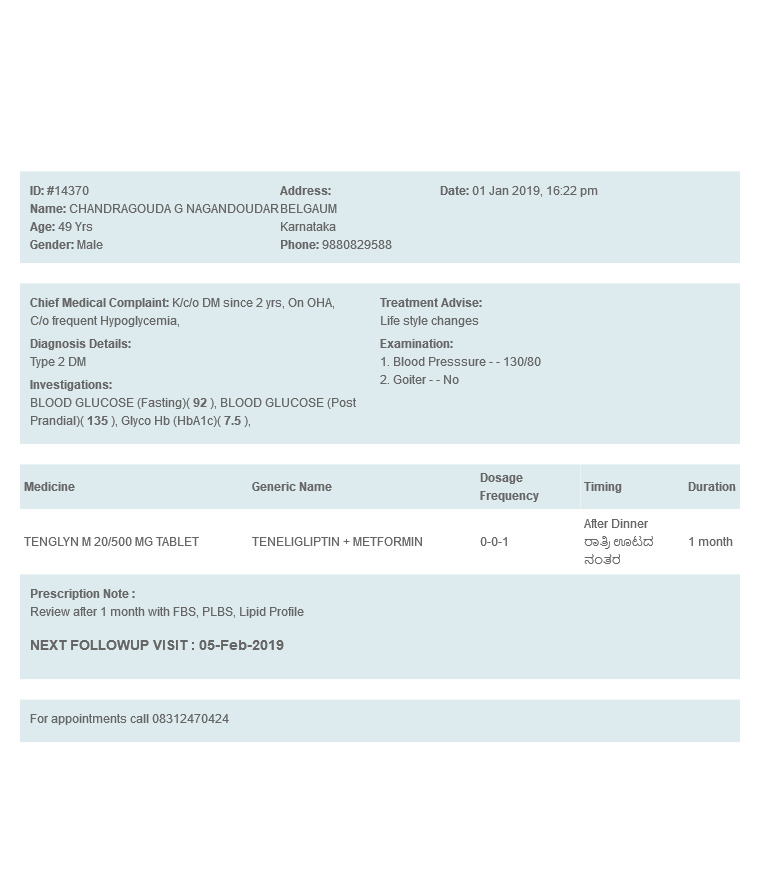 ID: #14370
Name: CHANDRAGOUDA G NAGANDOUDAR
Age: 49 Yrs
Gender: Male
Address:
BELGAUM
Karnataka
Phone: 9880829588
Date: 01 Jan 2019, 16:22 pm
Chief Medical Complaint: K/c/o DM since 2 yrs, On OHA,
C/o frequent Hypoglycemia,
Diagnosis Details:
Type 2 DM
Investigations:
BLOOD GLUCOSE (Fasting)( 92 ), BLOOD GLUCOSE (Post
Prandial)( 135 ), Glyco Hb (HbA1c)( 7.5 ),
Treatment Advise:
Life style changes
Examination:
1. Blood Presssure - - 130/80
2. Goiter - - No
Medicine Generic Name Dosage Frequency Timing Duration
TENGLYN M 20/500 MG TABLET TENELIGLIPTIN + METFORMIN 0-0-1 After Dinner ರಾತ್ರಿ ಊಟದ ನಂತರ 1 month
Prescription Note :
Review after 1 month with FBS, PLBS, Lipid Profile
NEXT FOLLOWUP VISIT : 05-Feb-2019
For appointments call 08312470424